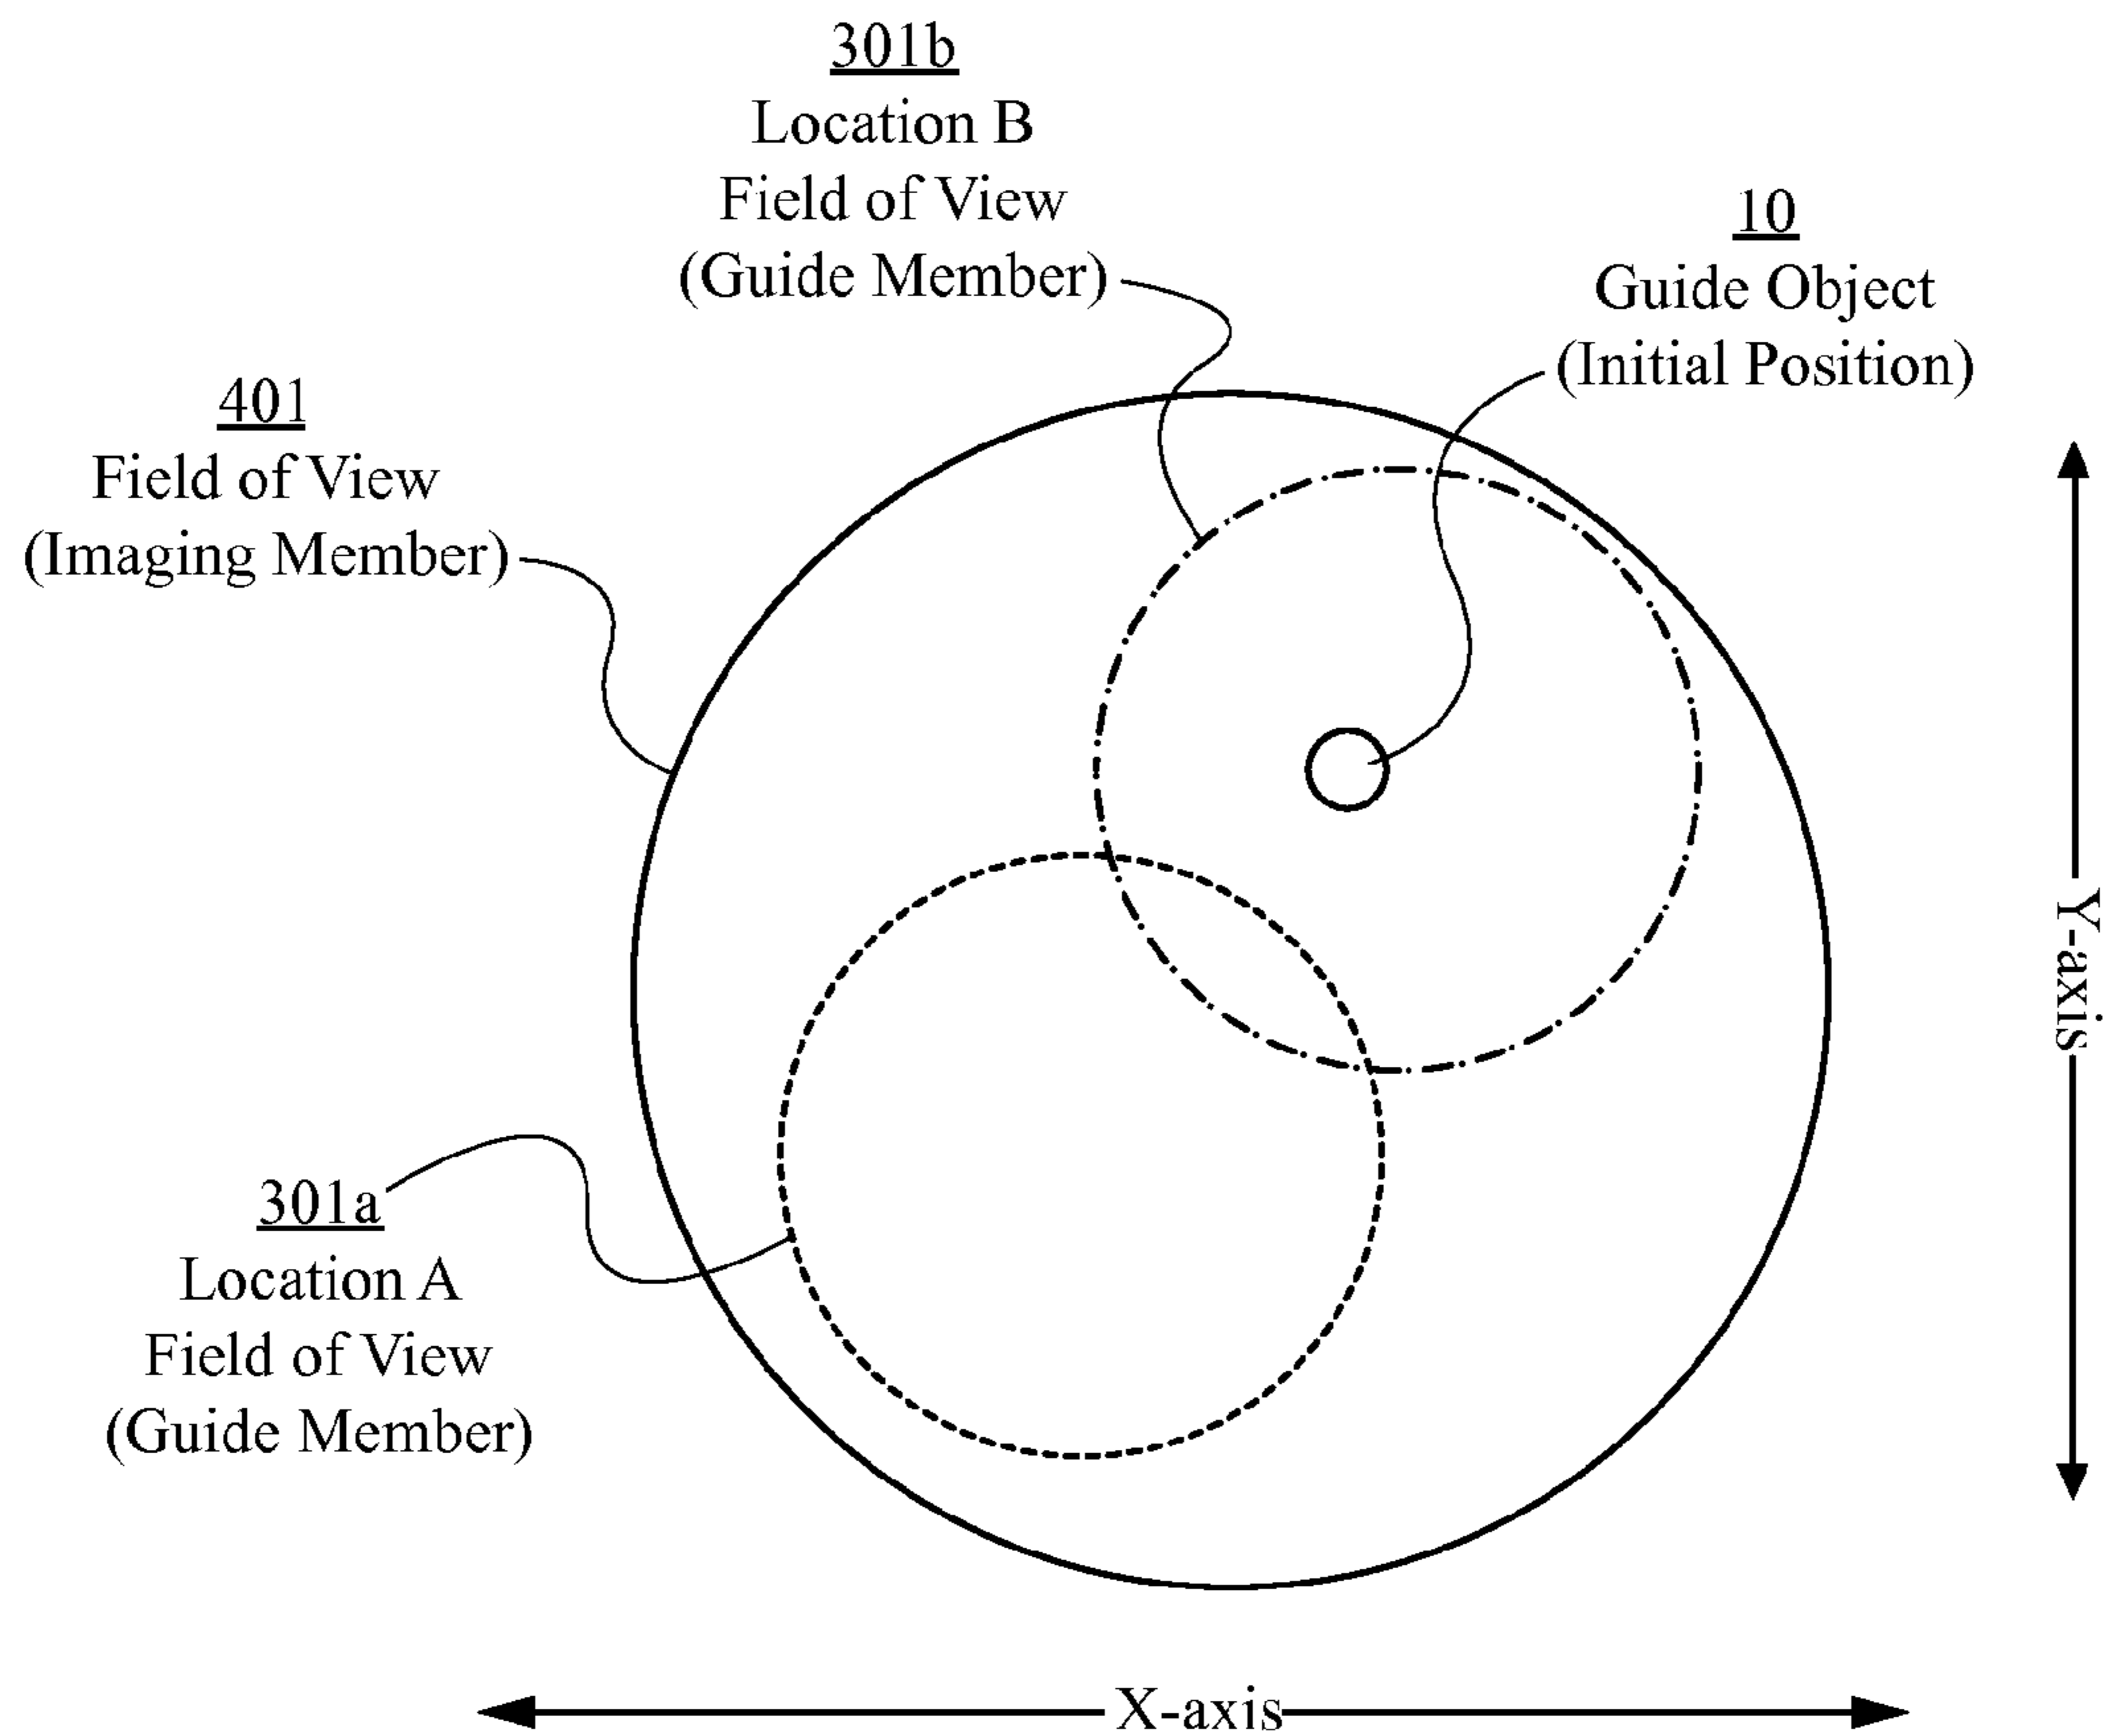 301b
Location B
Field of View
(Guide Member)
10
Guide Object
(Initial Position)
401
Field of View
(Imaging Member)
Y-axis
301a
Location A
Field of View
(Guide Member)
X-axis